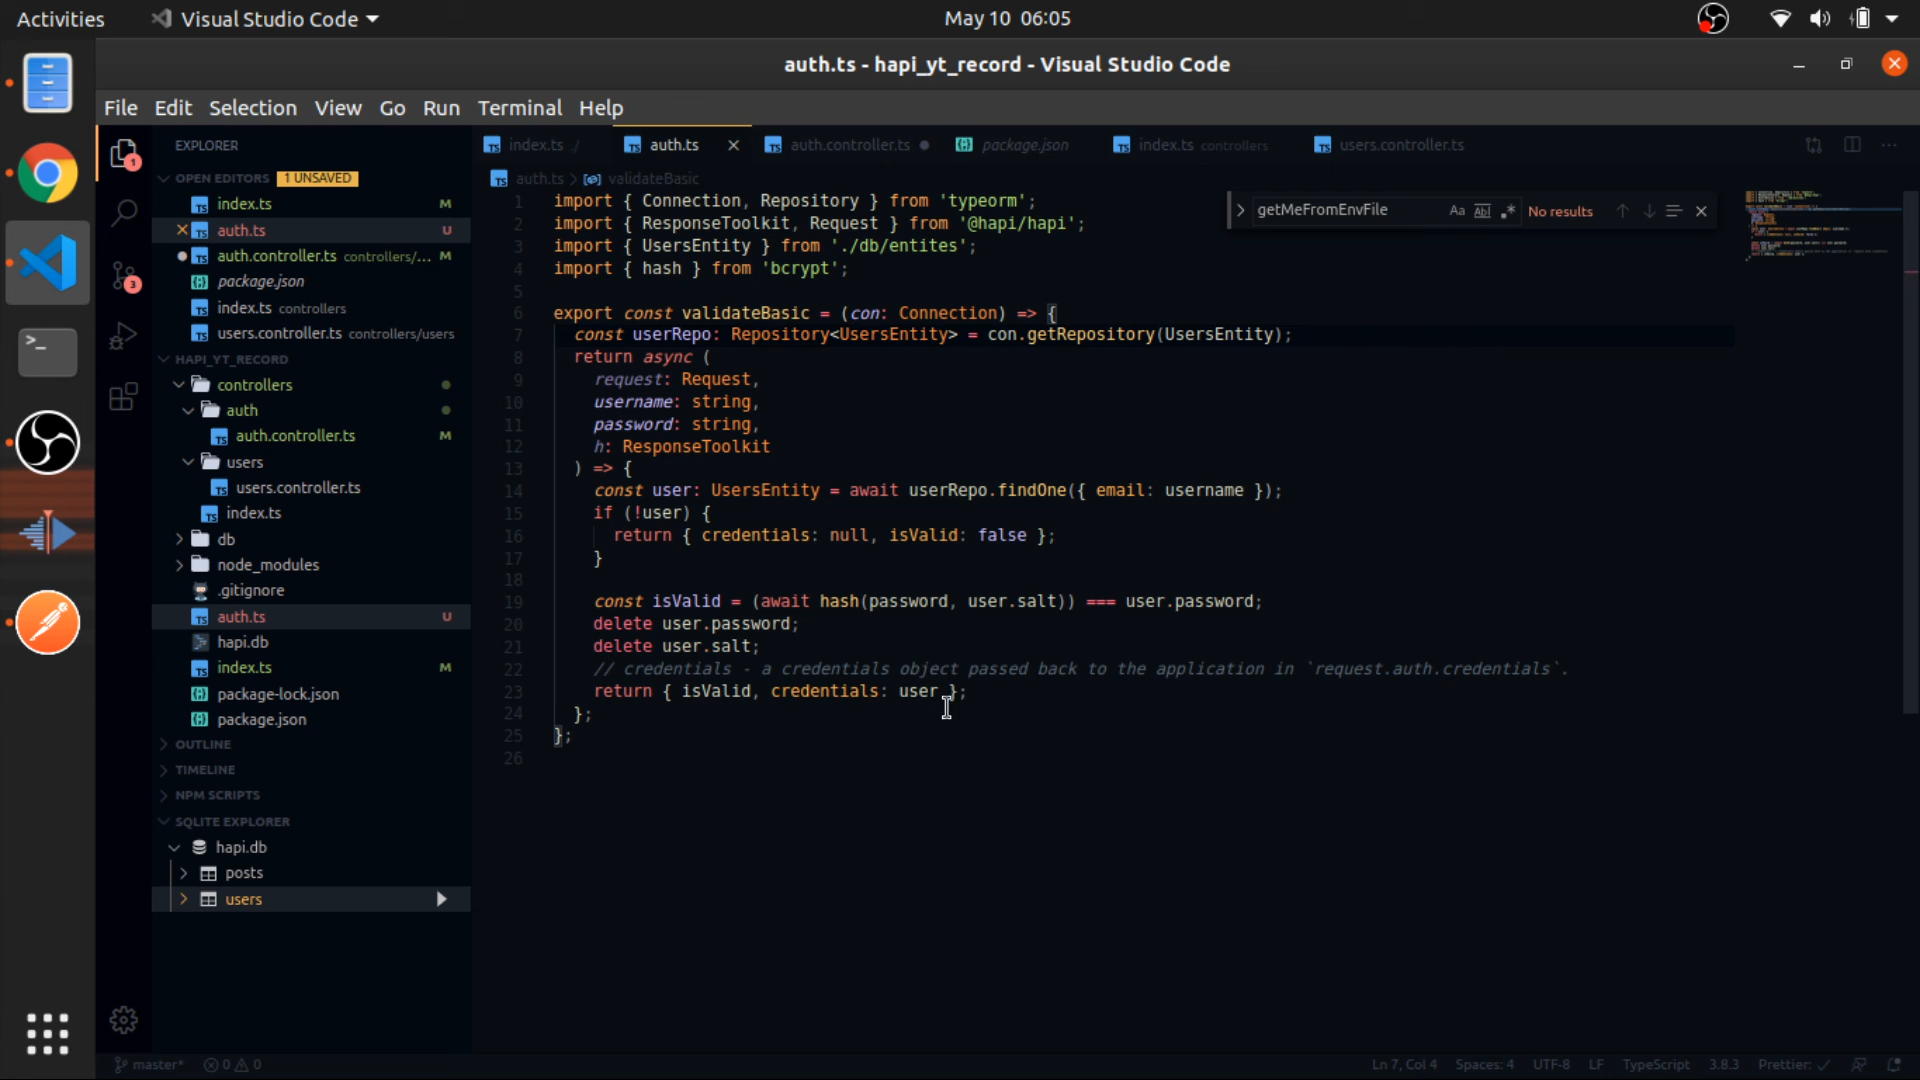 Activities Visual Studio Code May 10 06:05
auth.ts - hapi_yt_record - Visual Studio Code
File Edit Selection View Go Run Terminal Help
EXPLORER
OPEN EDITORS 1 UNSAVED
index.ts M
auth.ts U
auth.controller.ts controllers/... M
package.json
index.ts controllers
users.controller.ts controllers/users
HAPI_YT_RECORD
controllers
auth
auth.controller.ts M
users
users.controller.ts
index.ts
db
node_modules
.gitignore
auth.ts U
hapi.db
index.ts M
package-lock.json
package.json
OUTLINE
TIMELINE
NPM SCRIPTS
SQLITE EXPLORER
hapi.db
posts
users
index.ts ./ auth.ts auth.controller.ts package.json index.ts controllers users.controller.ts
auth.ts > validateBasic
getMeFromEnvFile Aa Abl .* No results
1 import { Connection, Repository } from 'typeorm';
2 import { ResponseToolkit, Request } from '@hapi/hapi';
3 import { UsersEntity } from './db/entites';
4 import { hash } from 'bcrypt';
5
6 export const validateBasic = (con: Connection) => {
7 const userRepo: Repository<UsersEntity> = con.getRepository(UsersEntity);
8 return async (
9 request: Request,
10 username: string,
11 password: string,
12 h: ResponseToolkit
13 ) => {
14 const user: UsersEntity = await userRepo.findOne({ email: username });
15 if (!user) {
16 return { credentials: null, isValid: false };
17 }
18
19 const isValid = (await hash(password, user.salt)) === user.password;
20 delete user.password;
21 delete user.salt;
22 // credentials - a credentials object passed back to the application in `request.auth.credentials`.
23 return { isValid, credentials: user };
24 };
25 };
26
master* 0 0 Ln 7, Col 4 Spaces: 4 UTF-8 LF TypeScript 3.8.3 Prettier: ✓